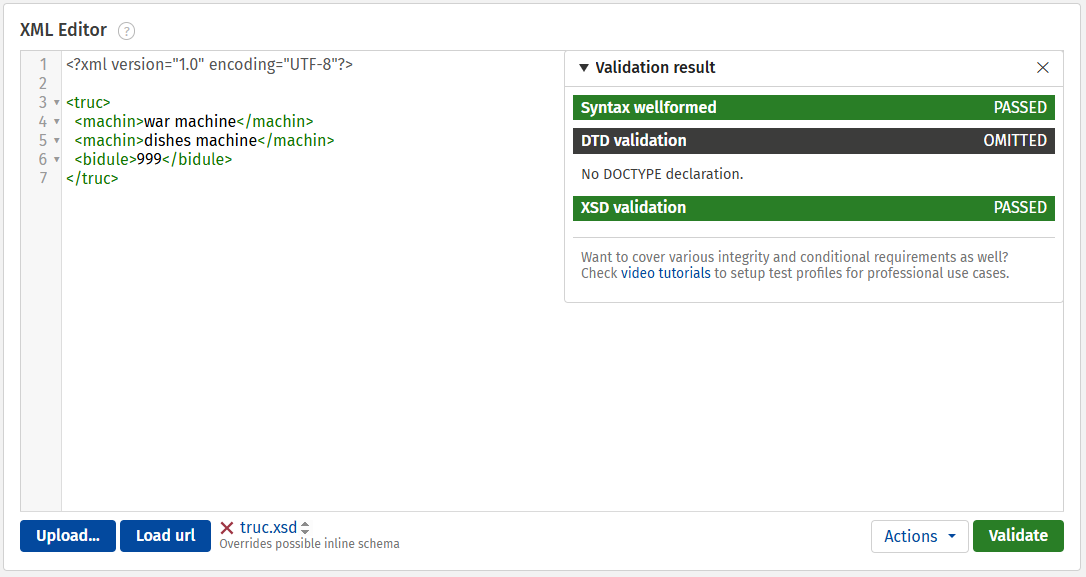 XML Editor ?
1 <?xml version="1.0" encoding="UTF-8"?>
2
3 <truc>
4 <machin>war machine</machin>
5 <machin>dishes machine</machin>
6 <bidule>999</bidule>
7 </truc>
Validation result
Syntax wellformed PASSED
DTD validation OMITTED
No DOCTYPE declaration.
XSD validation PASSED
Want to cover various integrity and conditional requirements as well?
Check video tutorials to setup test profiles for professional use cases.
Upload... Load url truc.xsd
Overrides possible inline schema
Actions Validate